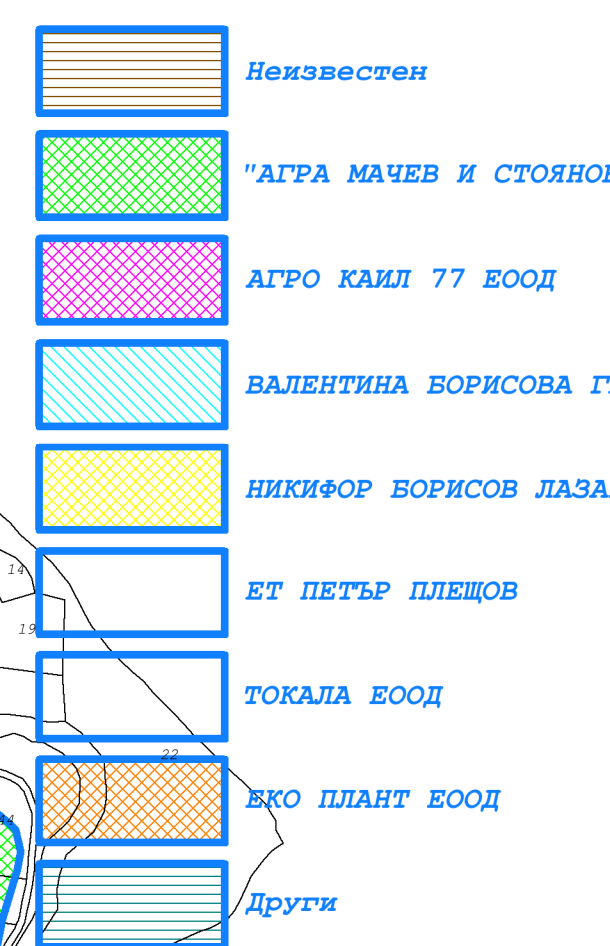 Неизвестен
"АГРА МАЧЕВ И
АГРО КАИЛ 77 ЕООД
ВАЛЕНТИНА БОРИСОВА
НИКИФОР БОРИСОВ
14
ЕТ ПЕТЪР ПЛЕЩОВ
19
ТОКАЛА ЕООД
22
ЕКО ПЛАНТ ЕООД
44
Други